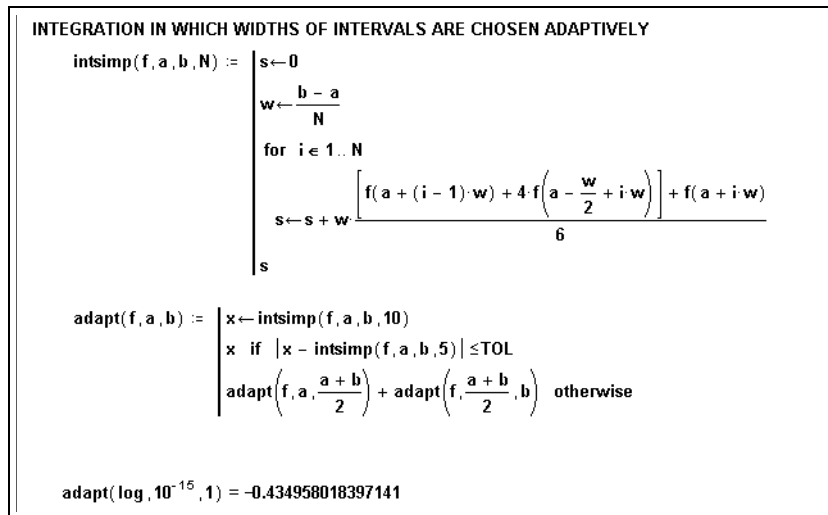 INTEGRATION IN WHICH WIDTHS OF INTERVALS ARE CHOSEN ADAPTIVELY
intsimp(f,a,b,N) := s←0
w← b − a
N
for i ∈ 1..N
s←s + w· [f(a + (i − 1)·w) + 4·f(a − w/2 + i·w)] + f(a + i·w)
6
s
adapt(f,a,b) := x←intsimp(f,a,b,10)
x if |x − intsimp(f,a,b,5)| ≤TOL
adapt(f,a,a + b/2) + adapt(f,a + b/2,b) otherwise
adapt(log,10^-15,1) = −0.434958018397141